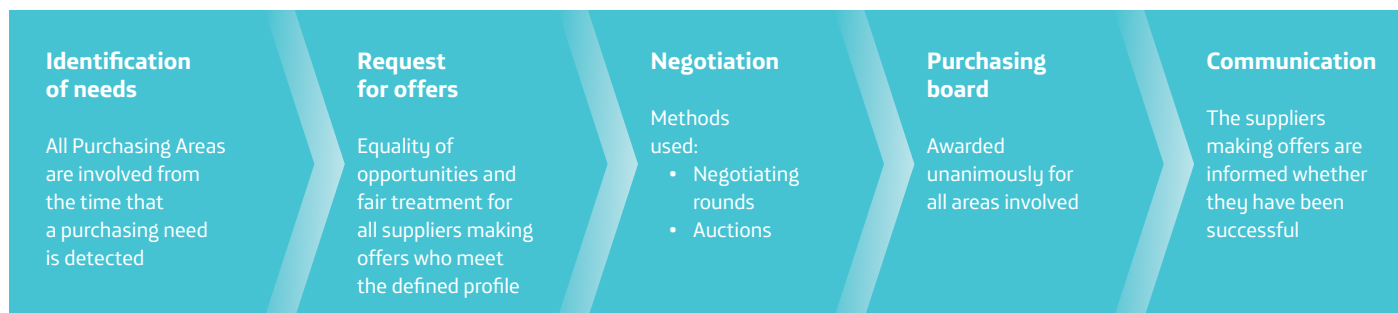 Identification
of needs
All Purchasing Areas
are involved from
the time that
a purchasing need
is detected
Request
for offers
Equality of
opportunities and
fair treatment for
all suppliers making
offers who meet
the defined profile
Negotiation
Methods
used:
• Negotiating
rounds
• Auctions
Purchasing
board
Awarded
unanimously for
all areas involved
Communication
The suppliers
making offers are
informed whether
they have been
successful